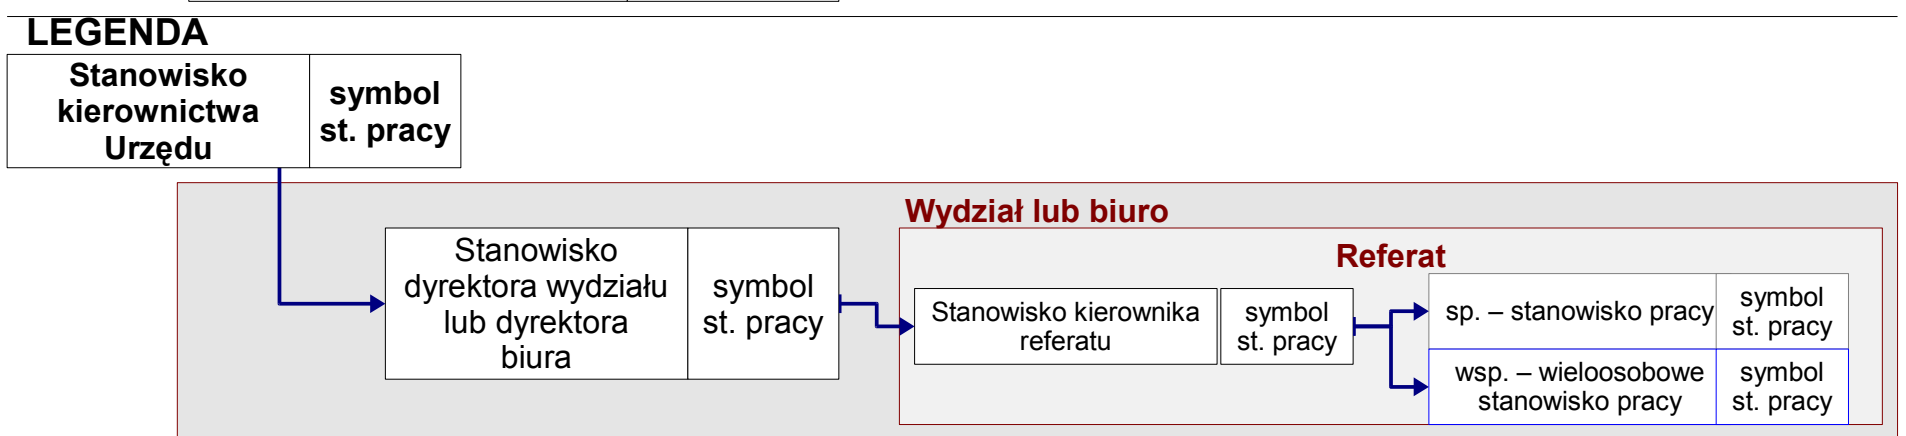 LEGENDA
Stanowisko
kierownictwa
Urzędu
symbol
st. pracy
Wydział lub biuro
Stanowisko
dyrektora wydziału
lub dyrektora
biura
symbol
st. pracy
Referat
Stanowisko kierownika
referatu
symbol
st. pracy
sp. – stanowisko pracy
symbol
st. pracy
wsp. – wieloosobowe
stanowisko pracy
symbol
st. pracy